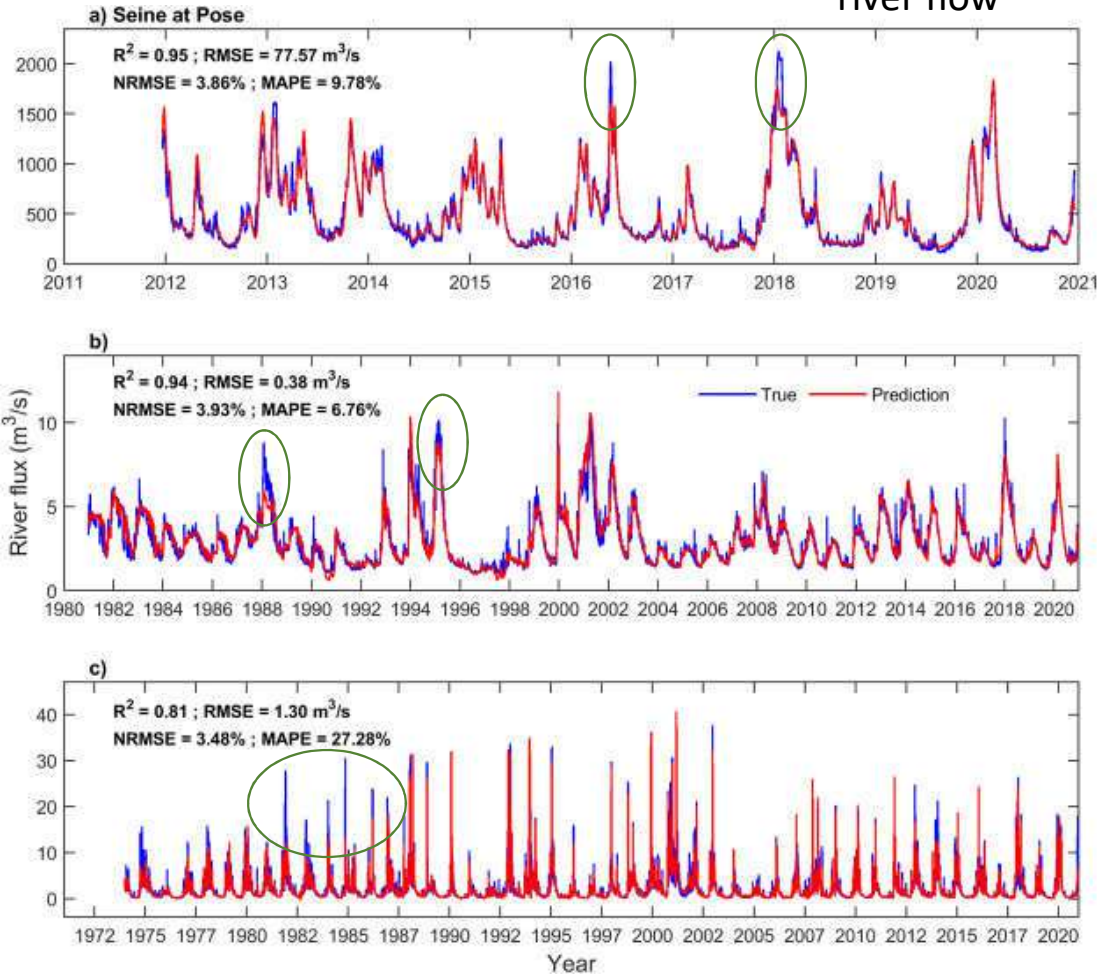 river flow
a) Seine at Pose
R² = 0.95 ; RMSE = 77.57 m³/s
NRMSE = 3.86% ; MAPE = 9.78%
2000
1500
1000
500
0
2011 2012 2013 2014 2015 2016 2017 2018 2019 2020 2021
b)
R² = 0.94 ; RMSE = 0.38 m³/s
NRMSE = 3.93% ; MAPE = 6.76%
True Prediction
River flux (m³/s)
10
5
0
1980 1982 1984 1986 1988 1990 1992 1994 1996 1998 2000 2002 2004 2006 2008 2010 2012 2014 2016 2018 2020
c)
R² = 0.81 ; RMSE = 1.30 m³/s
NRMSE = 3.48% ; MAPE = 27.28%
40
30
20
10
0
1972 1975 1977 1980 1982 1985 1987 1990 1992 1995 1997 2000 2002 2005 2007 2010 2012 2015 2017 2020
Year